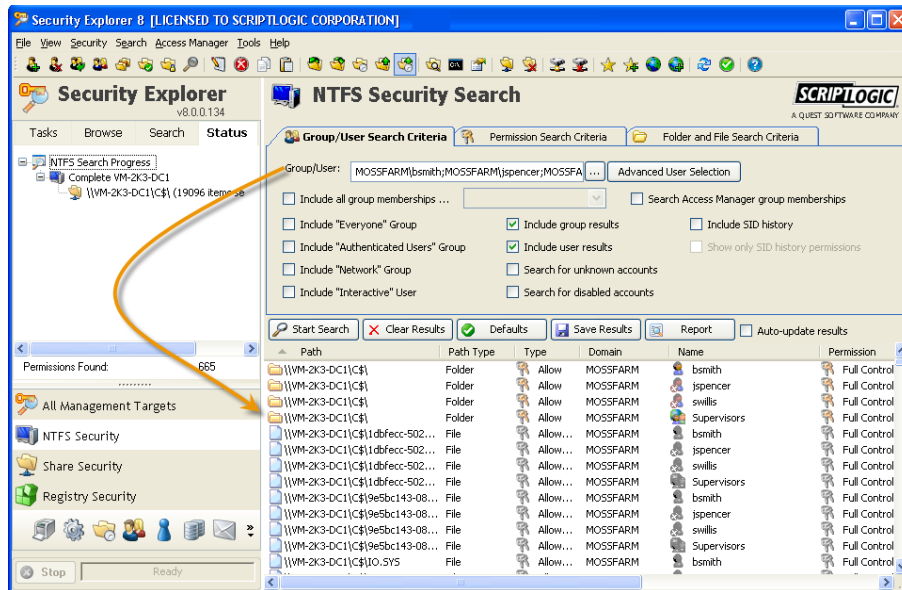 Security Explorer 8 [LICENSED TO SCRIPTLOGIC CORPORATION]
File View Security Search Access Manager Tools Help
Security Explorer
v8.0.0.134
Tasks Browse Search Status
NTFS Search Progress
Complete VM-2K3-DC1
\\VM-2K3-DC1\C$\ (19096 items se
Permissions Found: 665
All Management Targets
NTFS Security
Share Security
Registry Security
Stop Ready
NTFS Security Search
SCRIPTLOGIC
A QUEST SOFTWARE COMPANY
Group/User Search Criteria Permission Search Criteria Folder and File Search Criteria
Group/User: MOSSFARM\bsmith;MOSSFARM\jspencer;MOSSFA ... Advanced User Selection
Include all group memberships ... Search Access Manager group memberships
Include "Everyone" Group Include group results Include SID history
Include "Authenticated Users" Group Include user results Show only SID history permissions
Include "Network" Group Search for unknown accounts
Include "Interactive" User Search for disabled accounts
Start Search Clear Results Defaults Save Results Report Auto-update results
Path Path Type Type Domain Name Permission
\\VM-2K3-DC1\C$\ Folder Allow MOSSFARM bsmith Full Control
\\VM-2K3-DC1\C$\ Folder Allow MOSSFARM jspencer Full Control
\\VM-2K3-DC1\C$\ Folder Allow MOSSFARM swillis Full Control
\\VM-2K3-DC1\C$\ Folder Allow MOSSFARM Supervisors Full Control
\\VM-2K3-DC1\C$\1dbfecc-502... File Allow... MOSSFARM bsmith Full Control
\\VM-2K3-DC1\C$\1dbfecc-502... File Allow... MOSSFARM jspencer Full Control
\\VM-2K3-DC1\C$\1dbfecc-502... File Allow... MOSSFARM swillis Full Control
\\VM-2K3-DC1\C$\1dbfecc-502... File Allow... MOSSFARM Supervisors Full Control
\\VM-2K3-DC1\C$\9e5bc143-08... File Allow... MOSSFARM bsmith Full Control
\\VM-2K3-DC1\C$\9e5bc143-08... File Allow... MOSSFARM jspencer Full Control
\\VM-2K3-DC1\C$\9e5bc143-08... File Allow... MOSSFARM swillis Full Control
\\VM-2K3-DC1\C$\9e5bc143-08... File Allow... MOSSFARM Supervisors Full Control
\\VM-2K3-DC1\C$\IO.SYS File Allow... MOSSFARM bsmith Full Control